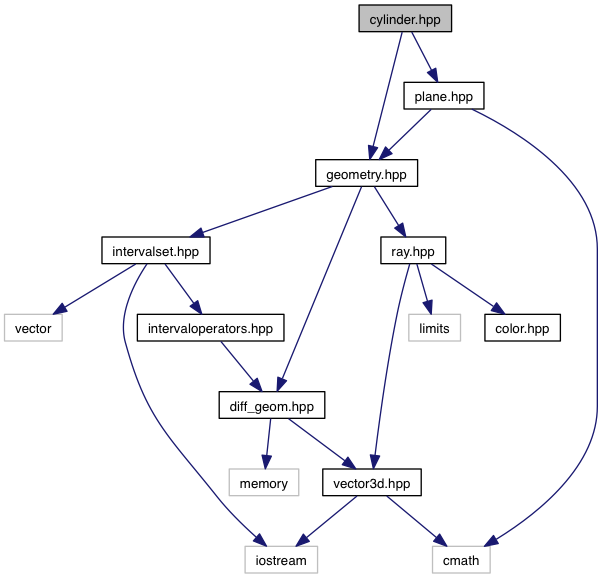 cylinder.hpp
plane.hpp
geometry.hpp
intervalset.hpp
ray.hpp
vector
intervaloperators.hpp
limits
color.hpp
diff_geom.hpp
memory
vector3d.hpp
iostream
cmath